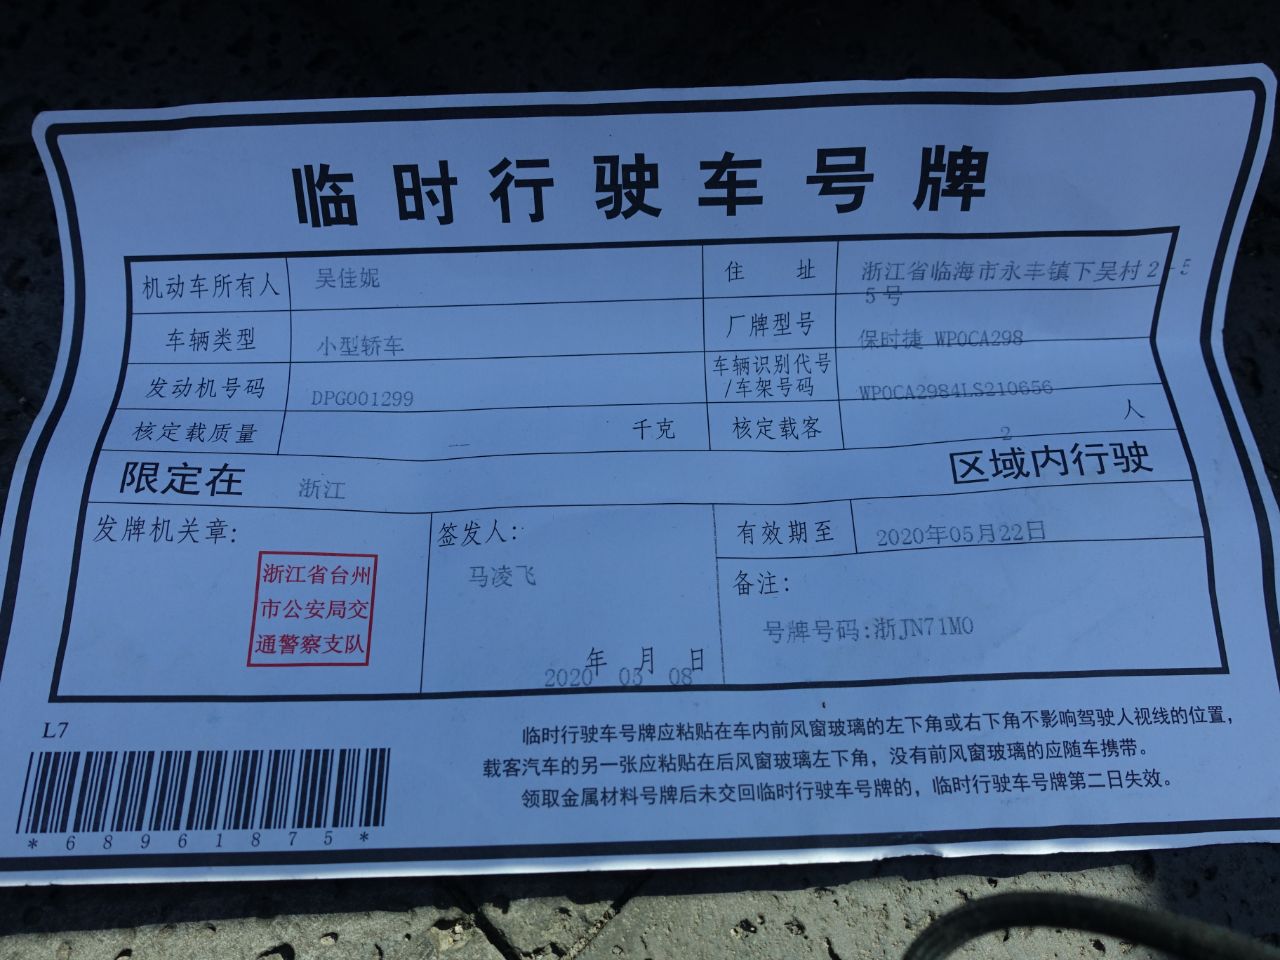 临时行驶车号牌
机动车所有人 吴佳妮 住 址 浙江省临海市永丰镇下吴村2-5
5号
车辆类型 小型轿车 厂牌型号 保时捷 WP0CA298
发动机号码 DPG001299 车辆识别代号
/车架号码 WP0CA2984LS210656
核定载质量 — 千克 核定载客 2 人
限定在 浙江 区域内行驶
发牌机关章: 签发人: 有效期至 2020年05月22日
浙江省台州
市公安局交
通警察支队
马凌飞
年 月 日
2020 03 08
备注:
号牌号码:浙JN71M0
L7
*68961875*
临时行驶车号牌应粘贴在车内前风窗玻璃的左下角或右下角不影响驾驶人视线的位置,
载客汽车的另一张应粘贴在后风窗玻璃左下角,没有前风窗玻璃的应随车携带。
领取金属材料号牌后未交回临时行驶车号牌的,临时行驶车号牌第二日失效。